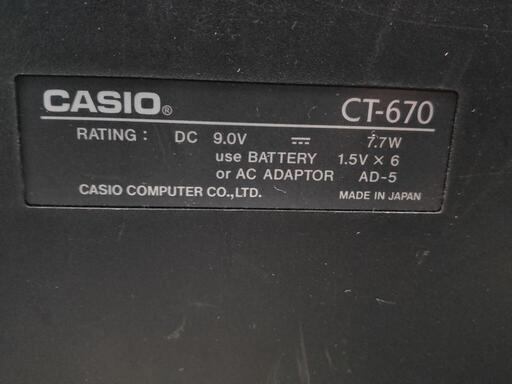 CASIO® CT-670
RATING : DC 9.0V ⎓ 7.7W
use BATTERY 1.5V × 6
or AC ADAPTOR AD-5
CASIO COMPUTER CO.,LTD. MADE IN JAPAN